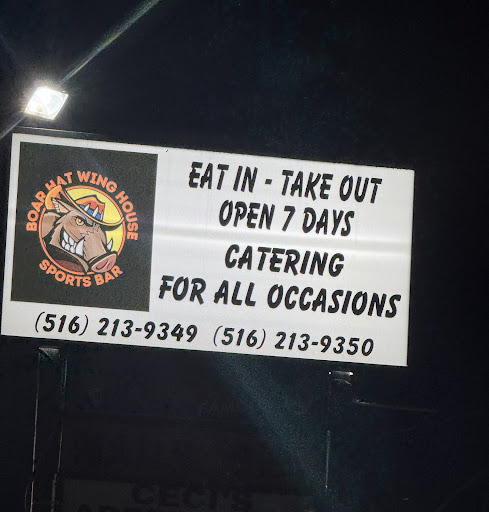 BOAR HAT WING HOUSE
SPORTS BAR
EAT IN - TAKE OUT
OPEN 7 DAYS
CATERING
FOR ALL OCCASIONS
(516) 213-9349 (516) 213-9350
CECI'S